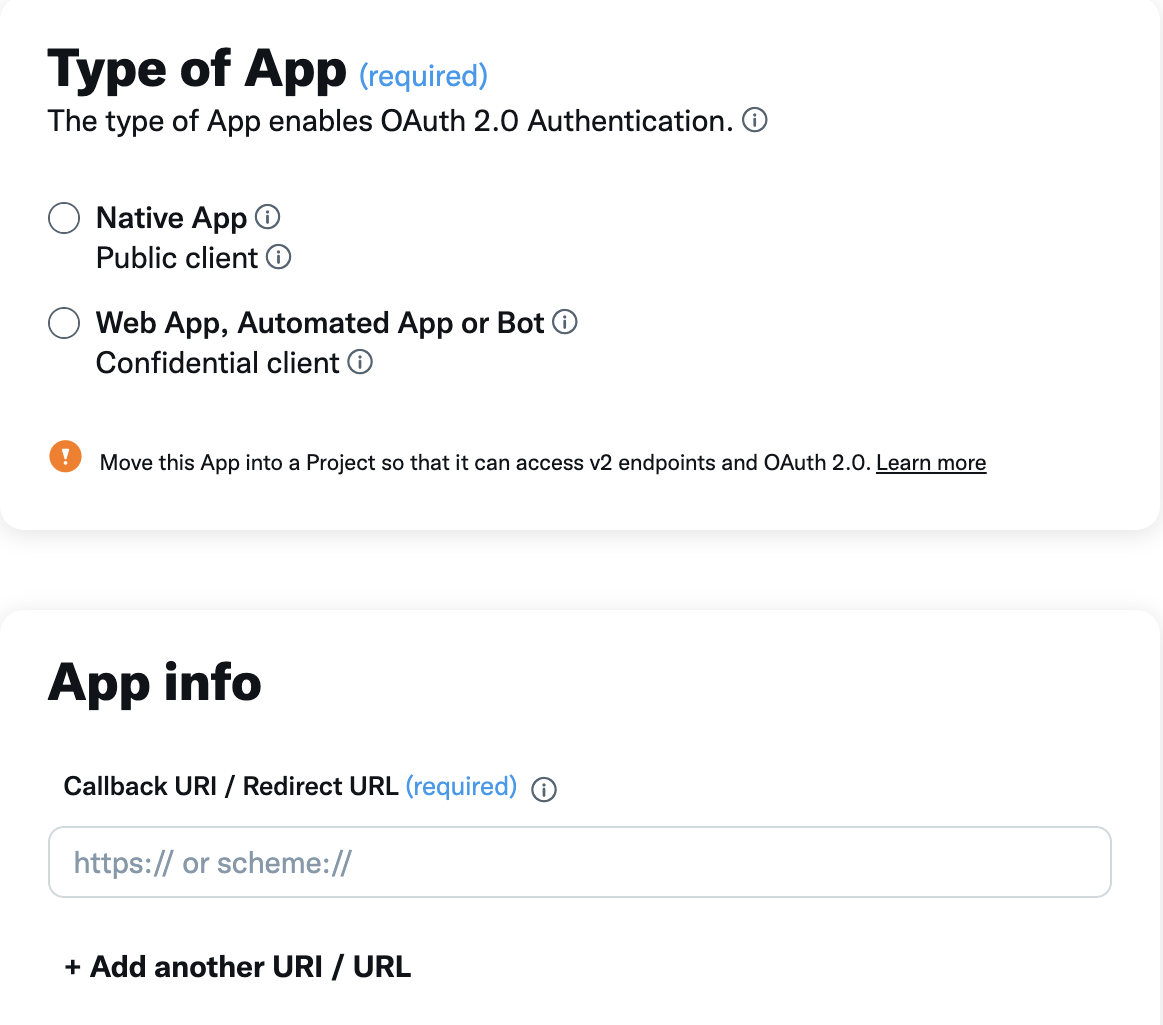 Type of App (required)
The type of App enables OAuth 2.0 Authentication.
Native App
Public client
Web App, Automated App or Bot
Confidential client
Move this App into a Project so that it can access v2 endpoints and OAuth 2.0. Learn more
App info
Callback URI / Redirect URL (required)
https:// or scheme://
+ Add another URI / URL